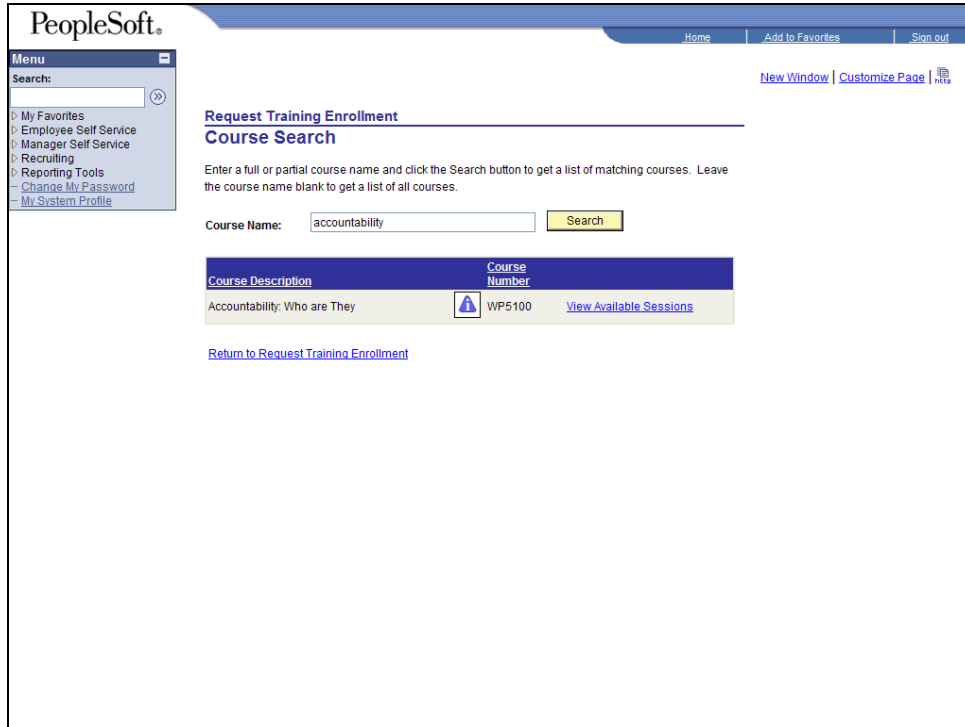 PeopleSoft.
Home
Add to Favorites
Sign out
Menu
Search:
My Favorites
Employee Self Service
Manager Self Service
Recruiting
Reporting Tools
Change My Password
My System Profile
New Window | Customize Page | http
Request Training Enrollment
Course Search
Enter a full or partial course name and click the Search button to get a list of matching courses. Leave
the course name blank to get a list of all courses.
Course Name: accountability Search
Course Description Course Number
Accountability: Who are They i WP5100 View Available Sessions
Return to Request Training Enrollment